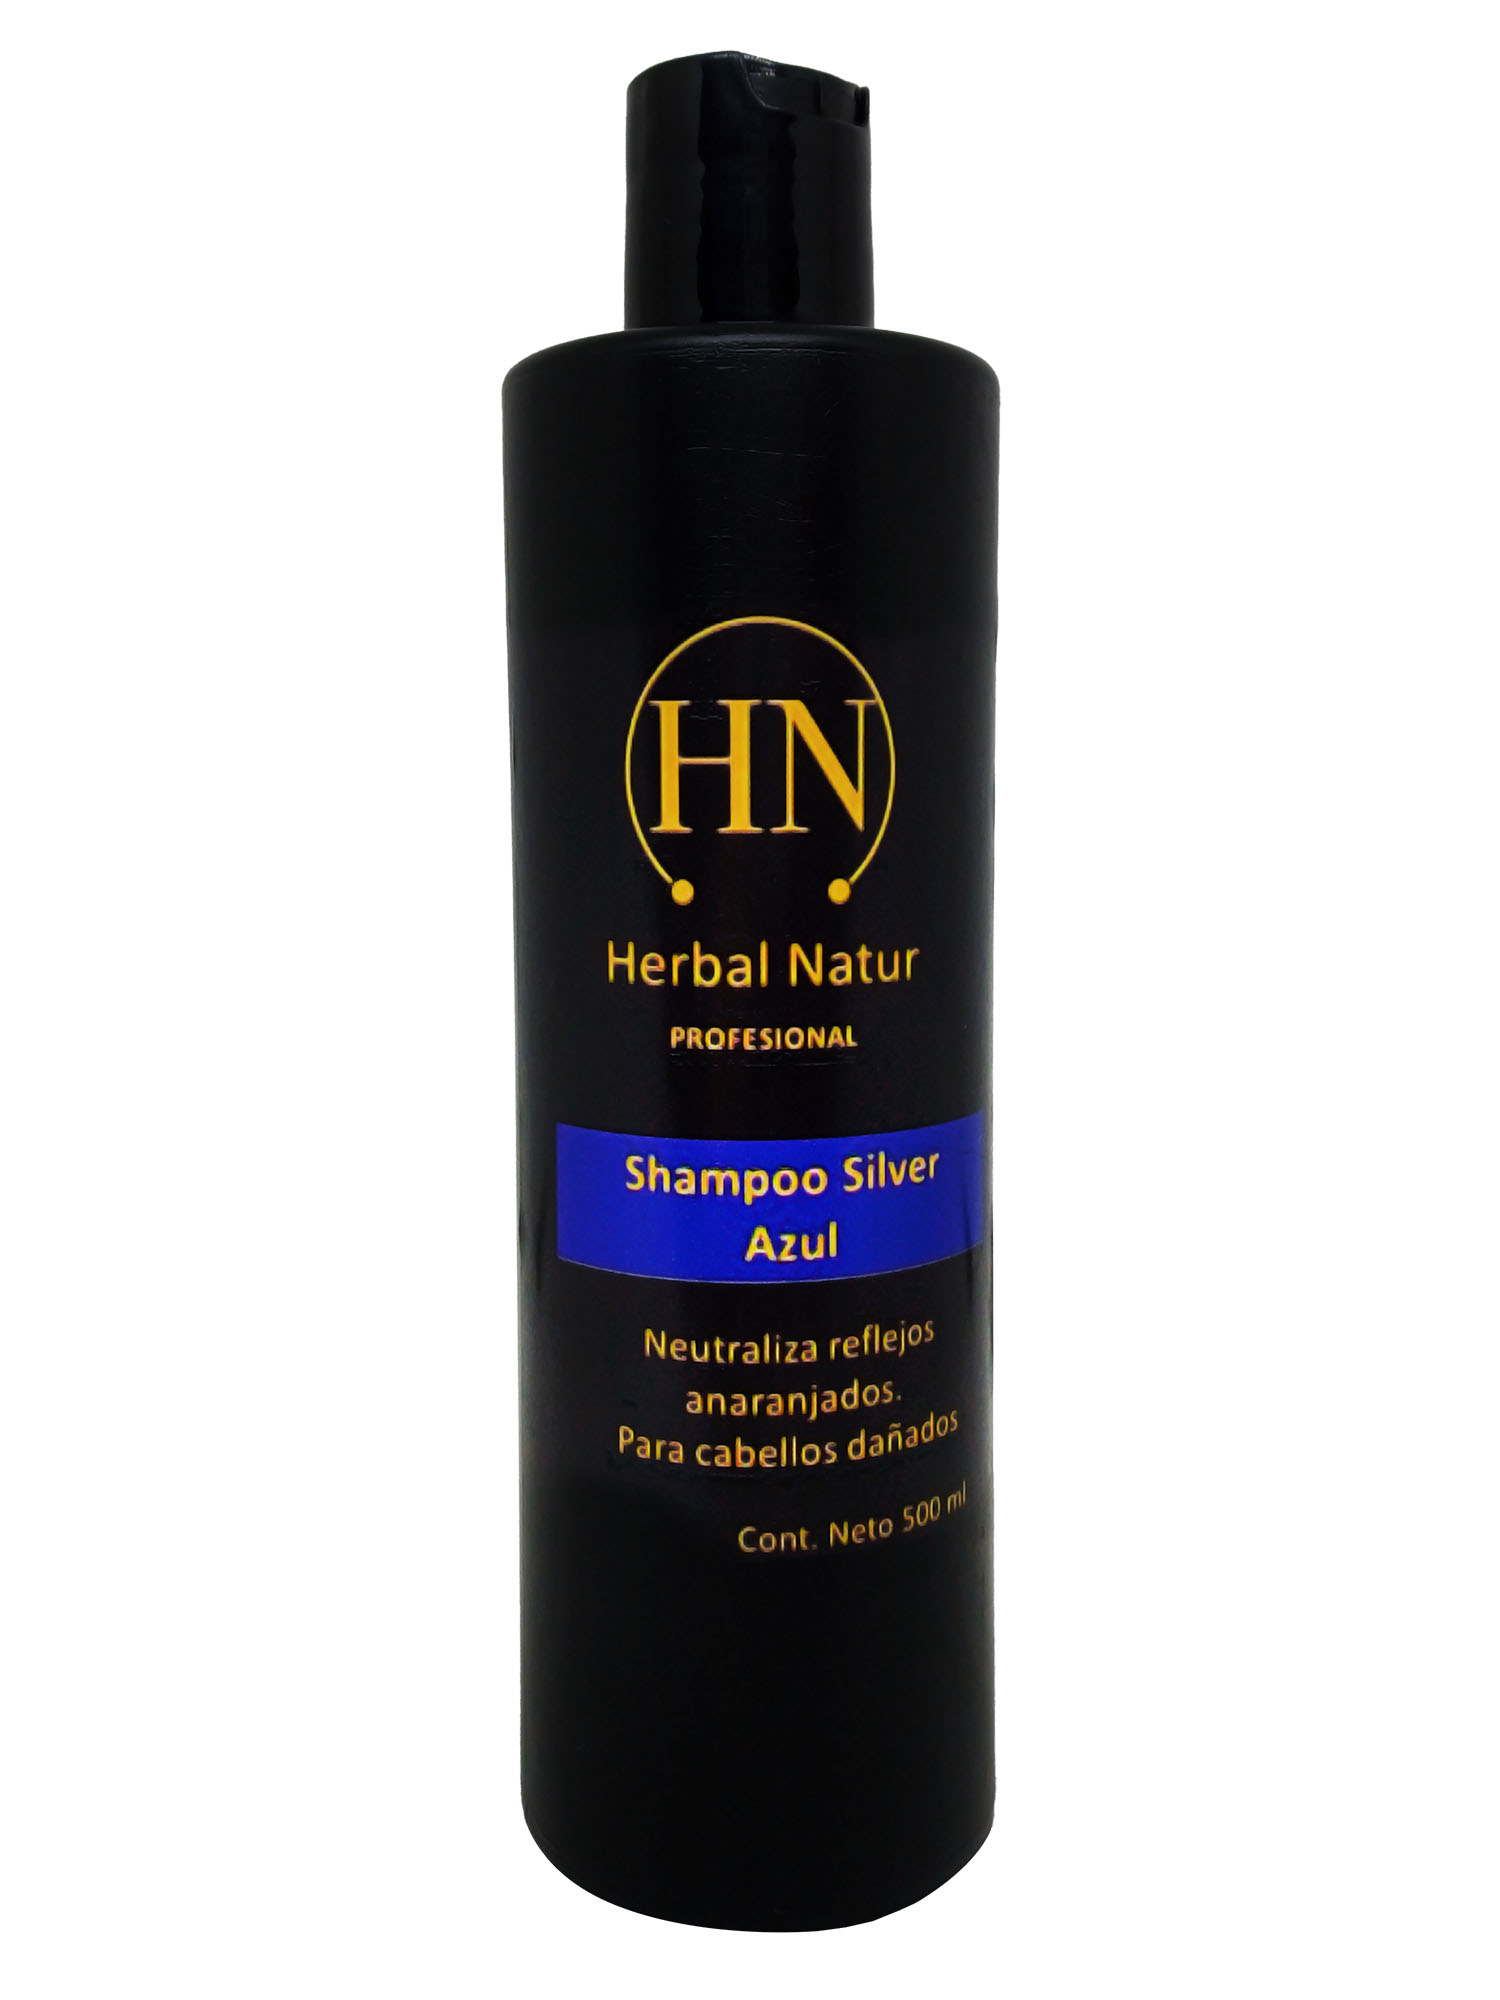 HN
Herbal Natur
PROFESIONAL
Shampoo Silver
Azul
Neutraliza reflejos
anaranjados.
Para cabellos dañados
Cont. Neto 500 ml